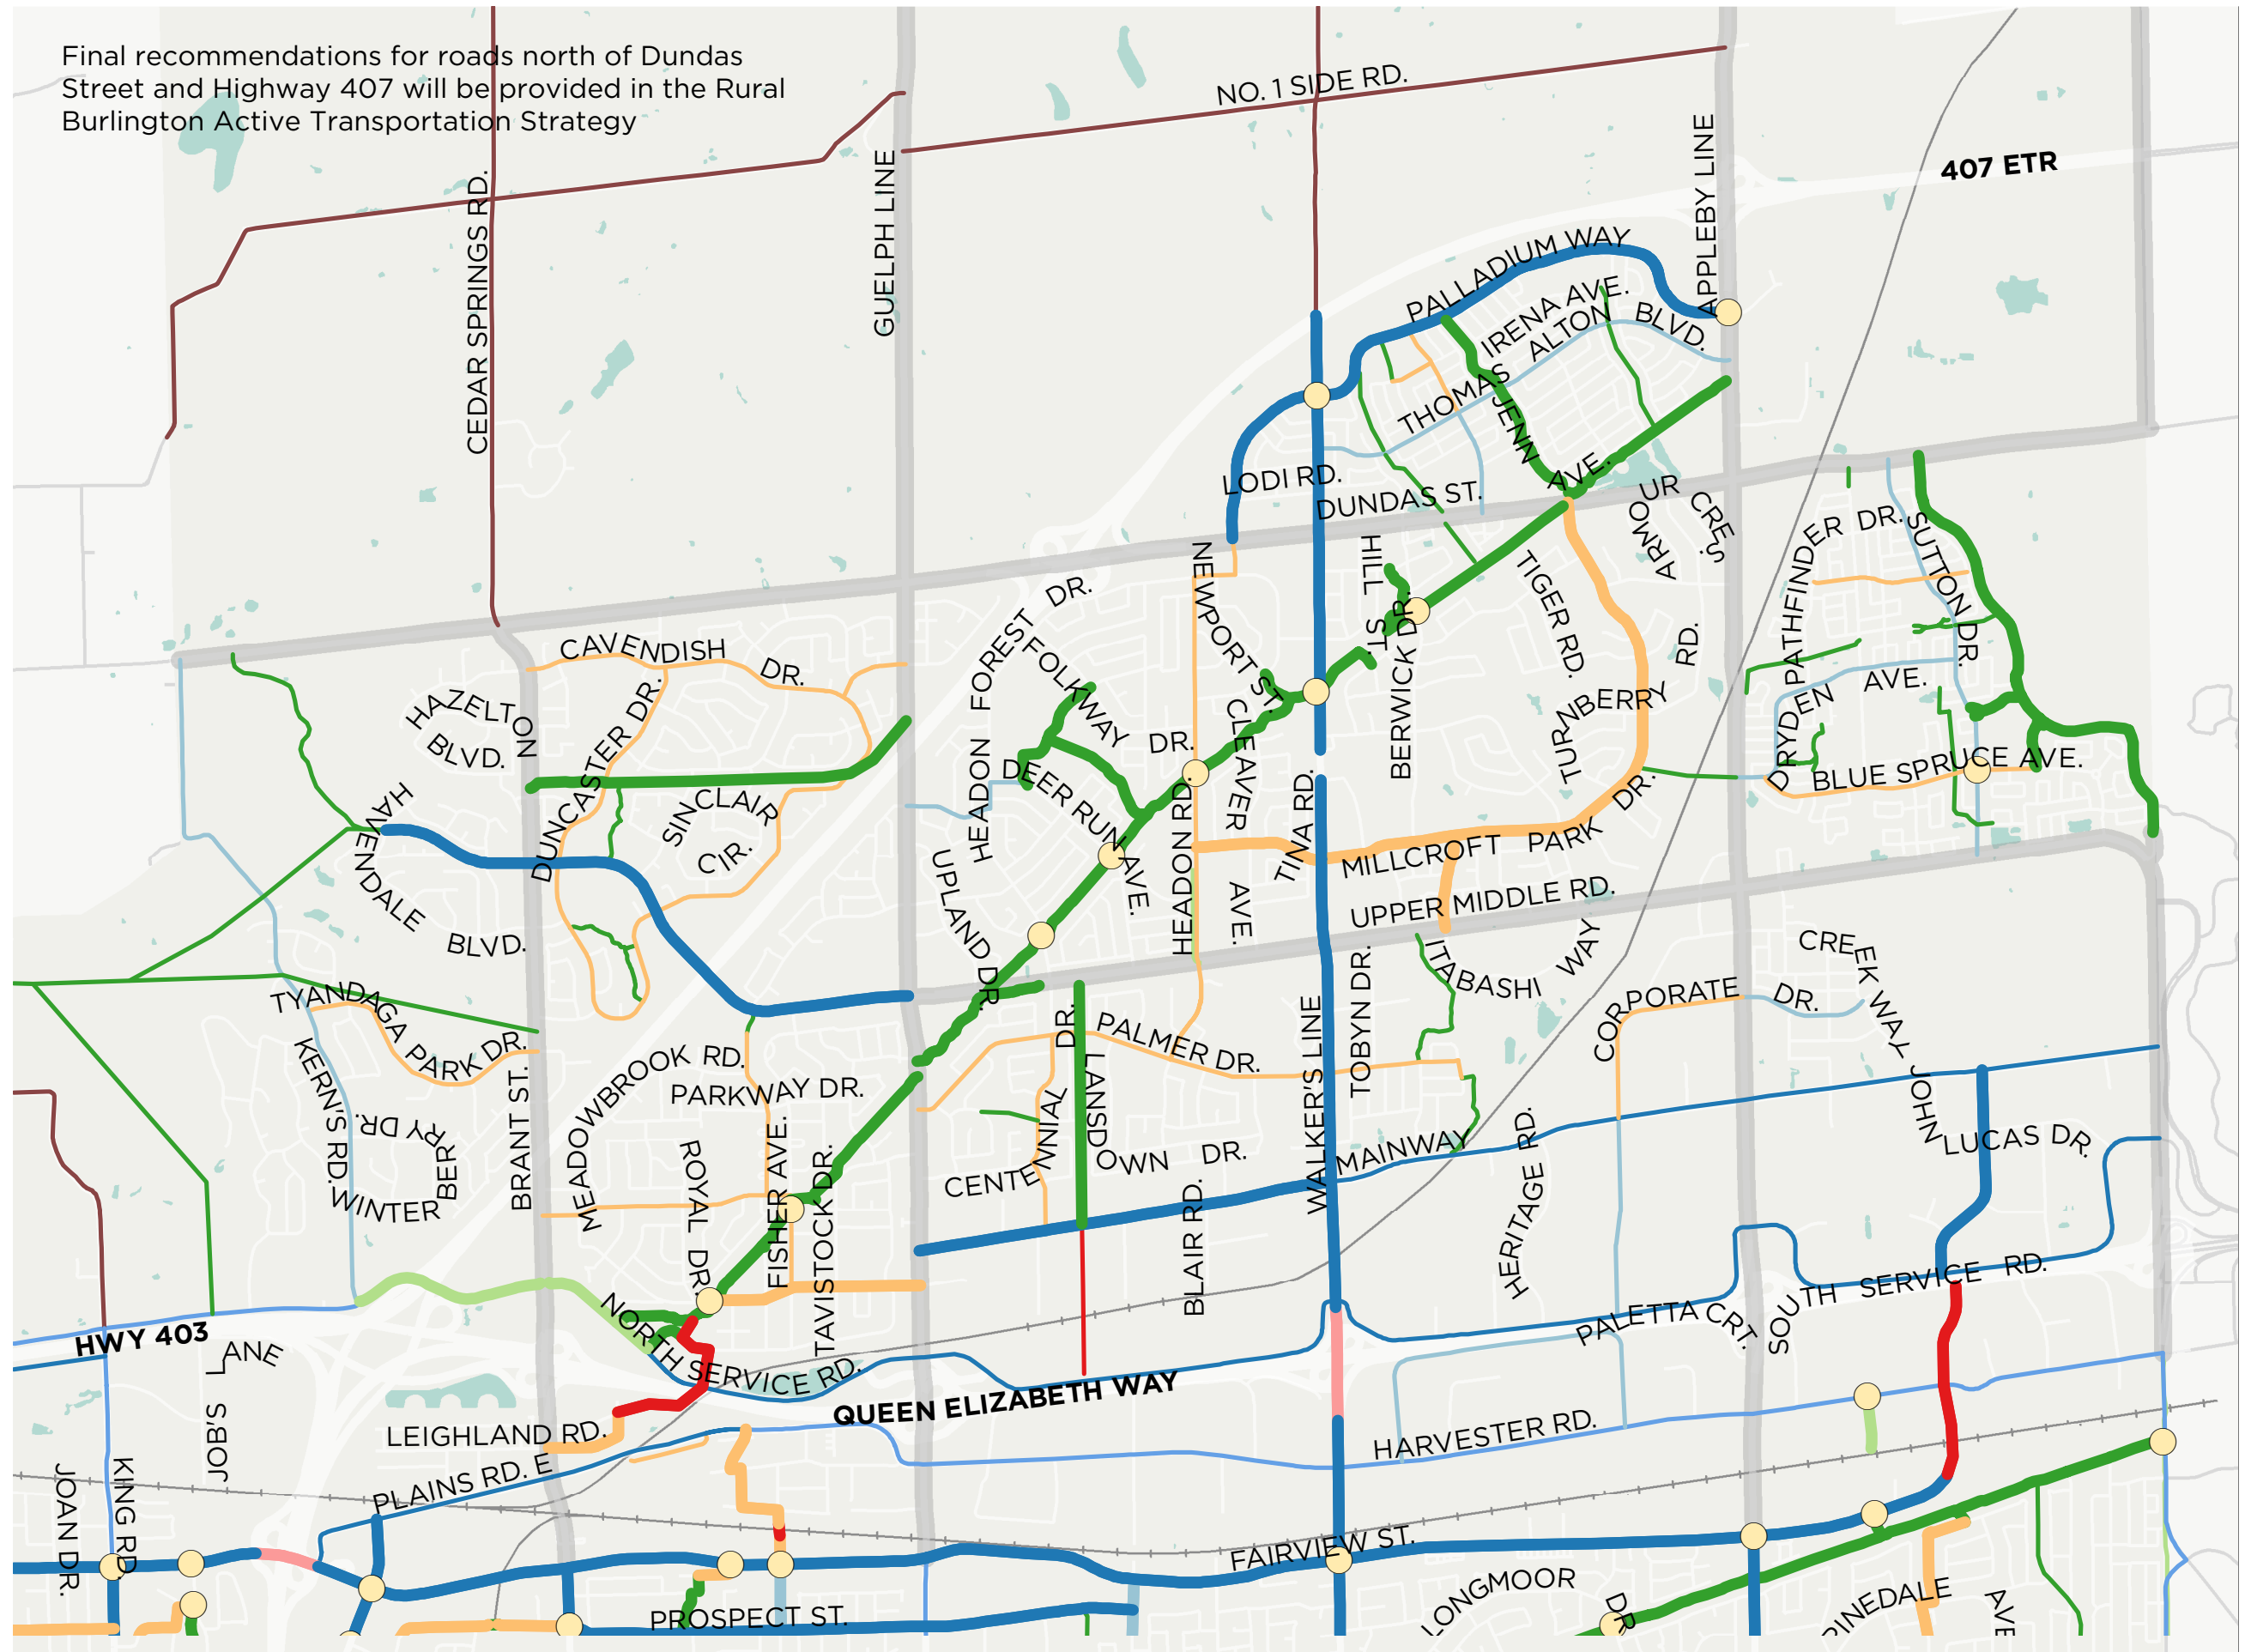 Final recommendations for roads north of Dundas
Street and Highway 407 will be provided in the Rural
Burlington Active Transportation Strategy
NO. 1 SIDE RD.
407 ETR
CEDAR SPRINGS RD.
GUELPH LINE
APPLEBY LINE
PALLADIUM WAY
IRENA AVE.
THOMAS ALTON BLVD.
JENN AVE.
LODI RD.
DUNDAS ST.
ARMOUR CRES.
PATHFINDER DR.
SUTTON DR.
NEWPORT ST.
HILL ST.
BERWICK DR.
TIGER RD.
RD.
CAVENDISH DR.
HEADON FOREST DR.
FOLKWAY DR.
HAZELTON BLVD.
DUNCASTER DR.
CLEAVER AVE.
TURNBERRY
DRYDEN AVE.
BLUE SPRUCE AVE.
HAVENDALE BLVD.
SINCLAIR CIR.
DEER RUN AVE.
UPLAND DR.
HEADON RD.
TINA RD.
MILLCROFT PARK DR.
UPPER MIDDLE RD.
ITABASHI WAY
CREEK WAY
TYANDAGA PARK DR.
KERN'S RD.
MEADOWBROOK RD.
PARKWAY DR.
PALMER DR.
CENTENNIAL DR.
LANSDOWN DR.
WALKER'S LINE
TOBYN DR.
CORPORATE DR.
JOHN LUCAS DR.
WINTERBERRY DR.
BRANT ST.
ROYAL DR.
FISHER AVE.
TAVISTOCK DR.
BLAIR RD.
MAINWAY
HERITAGE RD.
HWY 403
NORTH SERVICE RD.
PALETTA CRT.
SOUTH SERVICE RD.
JOB'S LANE
QUEEN ELIZABETH WAY
LEIGHLAND RD.
HARVESTER RD.
JOAN DR.
KING RD.
PLAINS RD. E
FAIRVIEW ST.
PROSPECT ST.
LONGMOOR DR
PINEDALE AVE